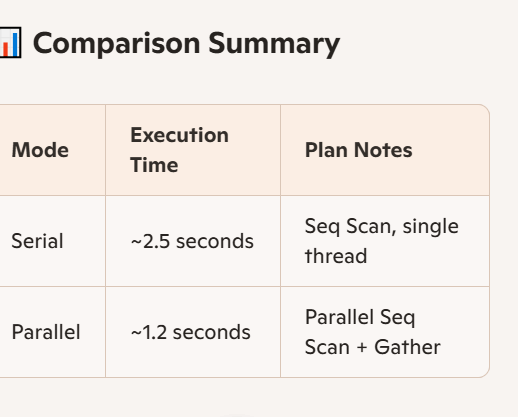 📊 Comparison Summary
Mode
Execution
Time
Plan Notes
Serial
~2.5 seconds
Seq Scan, single
thread
Parallel
~1.2 seconds
Parallel Seq
Scan + Gather